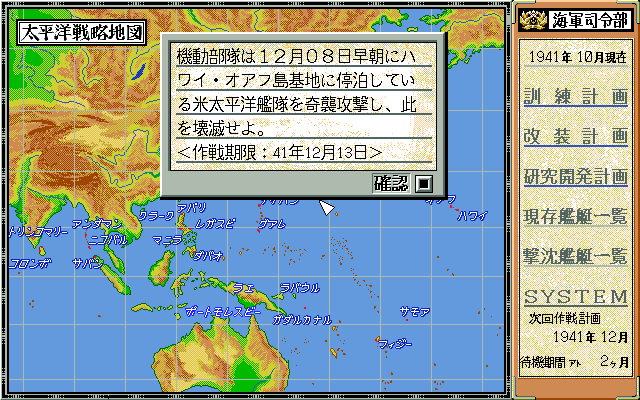 太平洋戦略地図
機動部隊は12月08日早朝にハ
ワイ・オアフ島基地に停泊してい
る米太平洋艦隊を奇襲攻撃し、此
を壊滅せよ。
<作戦期限:41年12月13日>
確認
アパリ
クラーク
レガスピ
グアム
ハワイ
アンダマン
トリンコマリー
ニコバル
マニラ
コロンボ
サバン
ダバオ
ラエ
ラバウル
ポートモレスビー
ガダルカナル
サモア
フィジー
海軍司令部
1941年10月現在
訓練計画
改装計画
研究開発計画
現存艦艇一覧
撃沈艦艇一覧
SYSTEM
次回作戦計画
1941年12月
待機期間アト 2ヶ月